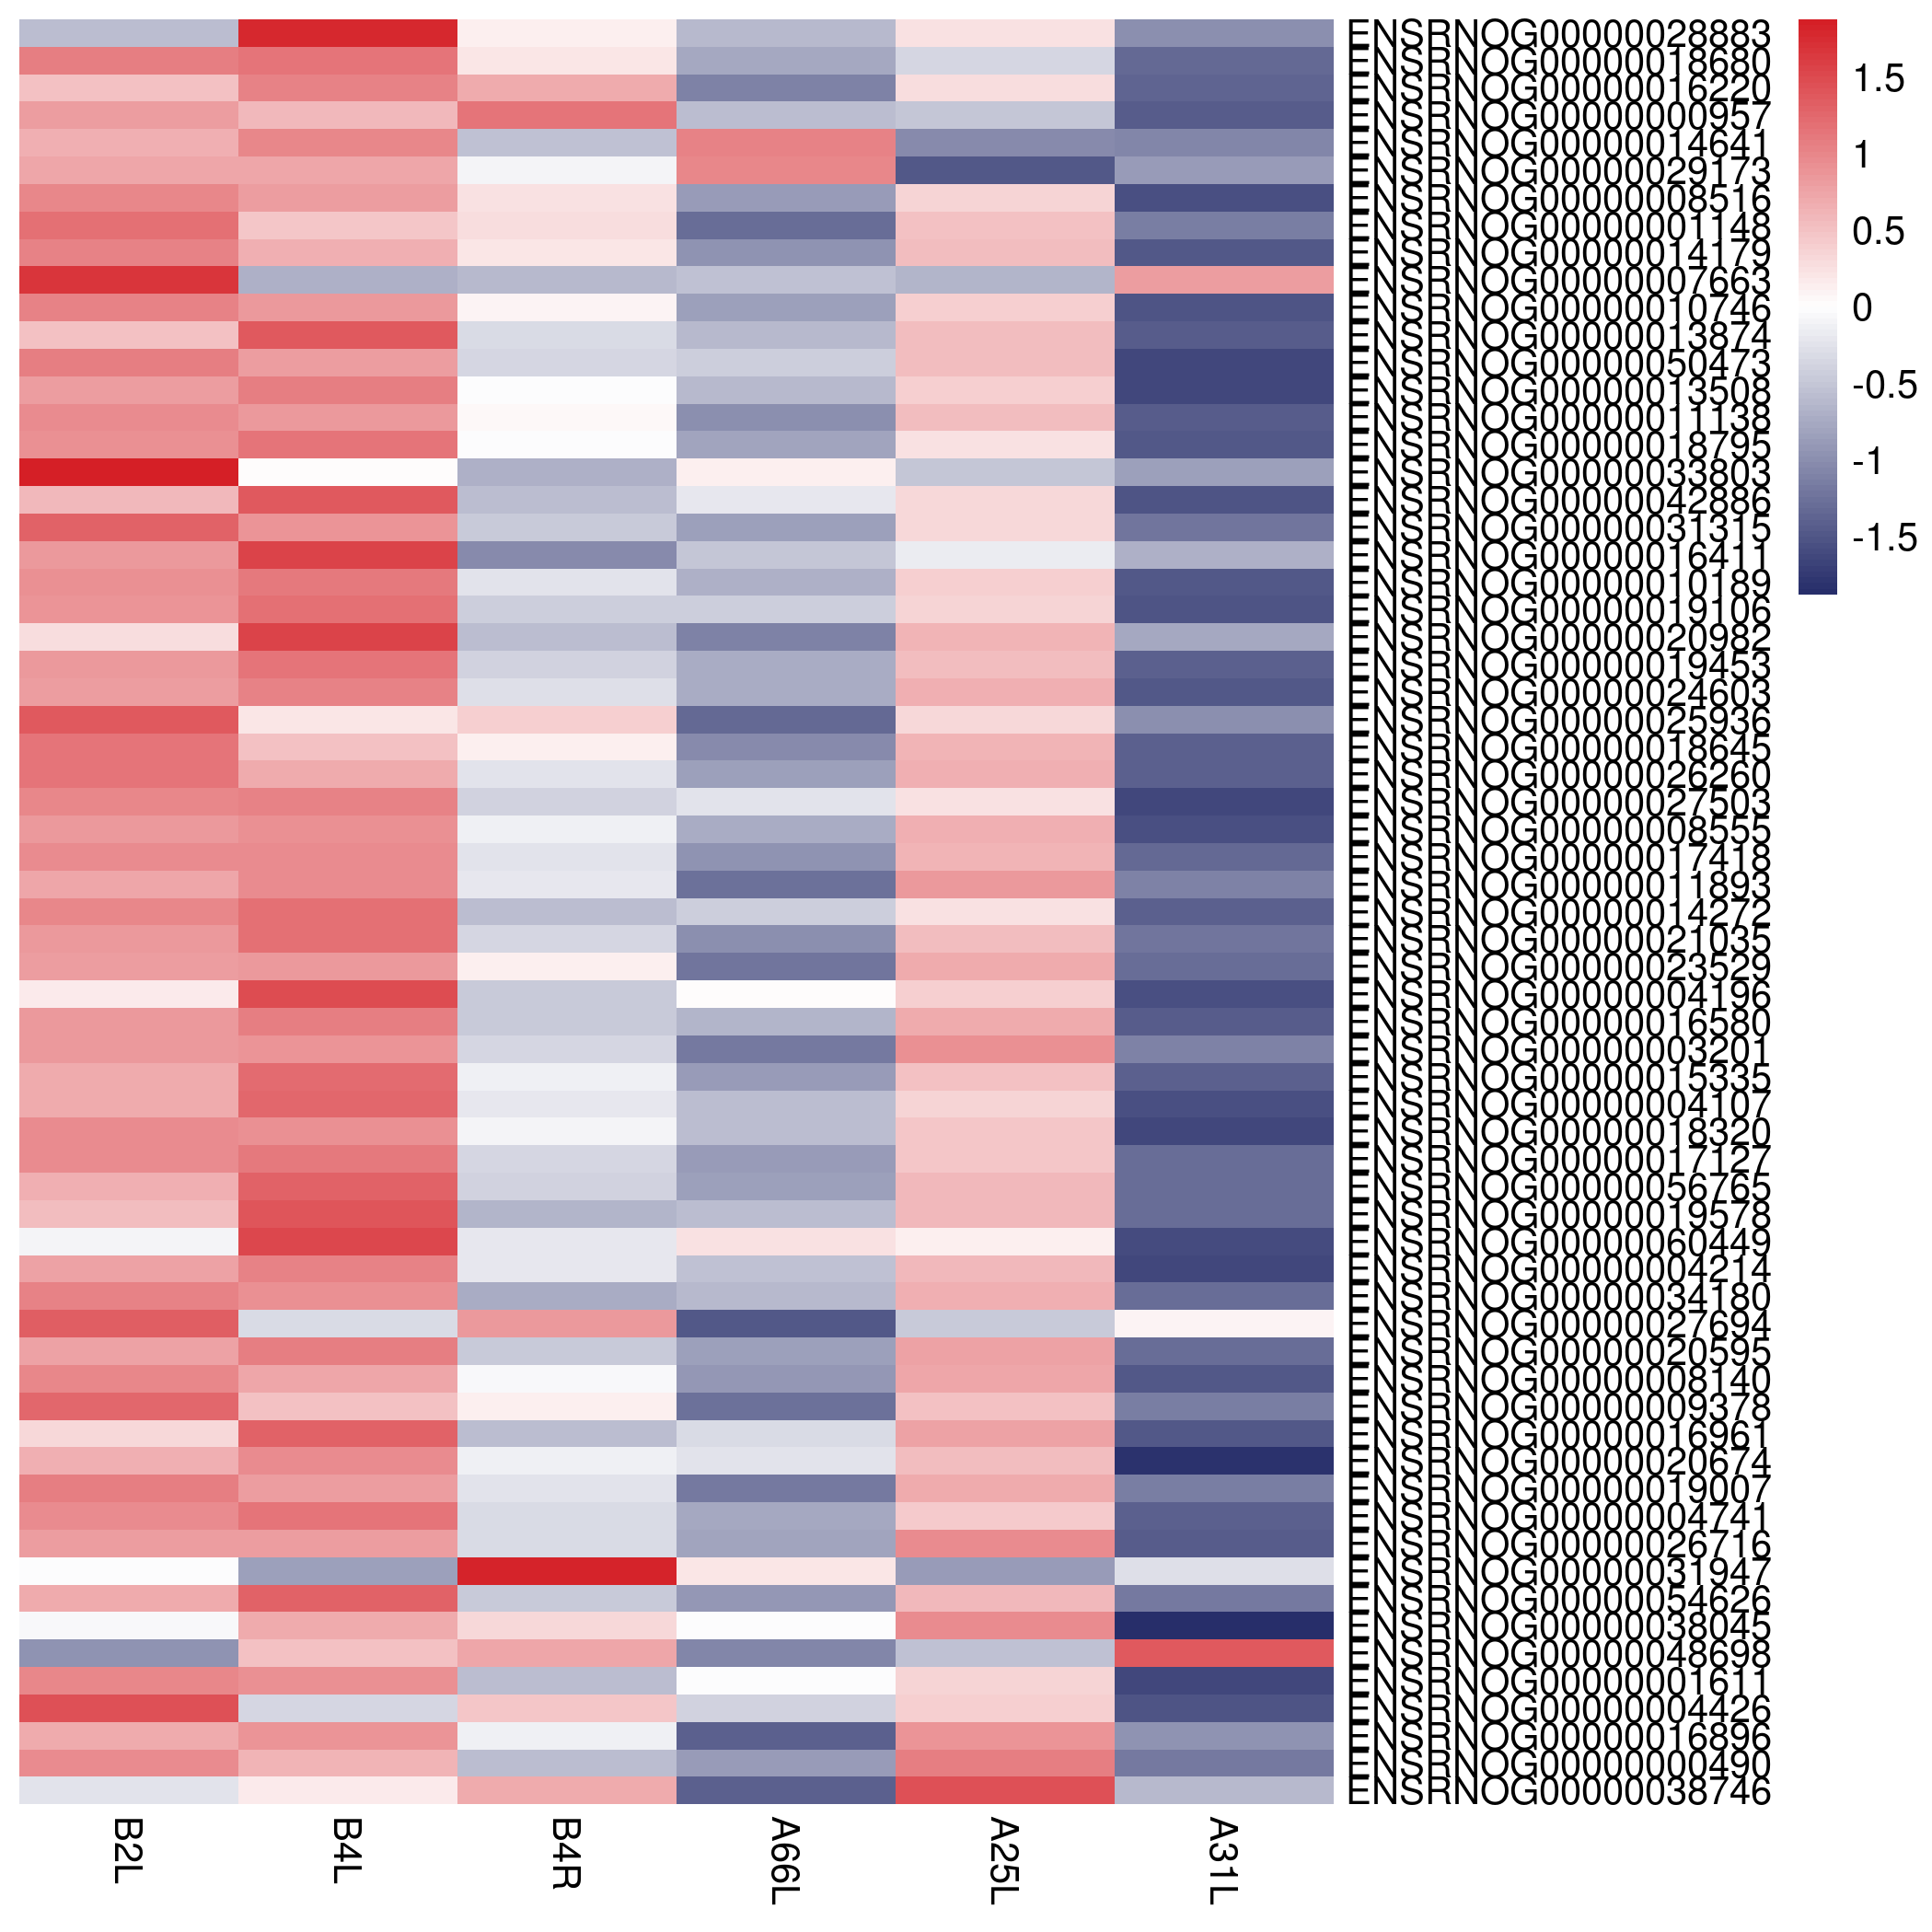 ENSRNOG00000028883
ENSRNOG00000018680
ENSRNOG00000016220
ENSRNOG00000000957
ENSRNOG00000014641
ENSRNOG00000029173
ENSRNOG00000008516
ENSRNOG00000001148
ENSRNOG00000014179
ENSRNOG00000007663
ENSRNOG00000010746
ENSRNOG00000013874
ENSRNOG00000050473
ENSRNOG00000013508
ENSRNOG00000011138
ENSRNOG00000018795
ENSRNOG00000033803
ENSRNOG00000042886
ENSRNOG00000031315
ENSRNOG00000016411
ENSRNOG00000010189
ENSRNOG00000019106
ENSRNOG00000020982
ENSRNOG00000019453
ENSRNOG00000024603
ENSRNOG00000025936
ENSRNOG00000018645
ENSRNOG00000026260
ENSRNOG00000027503
ENSRNOG00000008555
ENSRNOG00000017418
ENSRNOG00000011893
ENSRNOG00000014272
ENSRNOG00000021035
ENSRNOG00000023529
ENSRNOG00000004196
ENSRNOG00000016580
ENSRNOG00000003201
ENSRNOG00000015335
ENSRNOG00000004107
ENSRNOG00000018320
ENSRNOG00000017127
ENSRNOG00000056765
ENSRNOG00000019578
ENSRNOG00000060449
ENSRNOG00000004214
ENSRNOG00000034180
ENSRNOG00000027694
ENSRNOG00000020595
ENSRNOG00000008140
ENSRNOG00000009378
ENSRNOG00000016961
ENSRNOG00000020674
ENSRNOG00000019007
ENSRNOG00000004741
ENSRNOG00000026716
ENSRNOG00000031947
ENSRNOG00000054626
ENSRNOG00000038045
ENSRNOG00000048698
ENSRNOG00000001611
ENSRNOG00000004426
ENSRNOG00000016896
ENSRNOG00000000490
ENSRNOG00000038746
1.5
1
0.5
0
-0.5
-1
-1.5
B2L
B4L
B4R
A66L
A25L
A31L